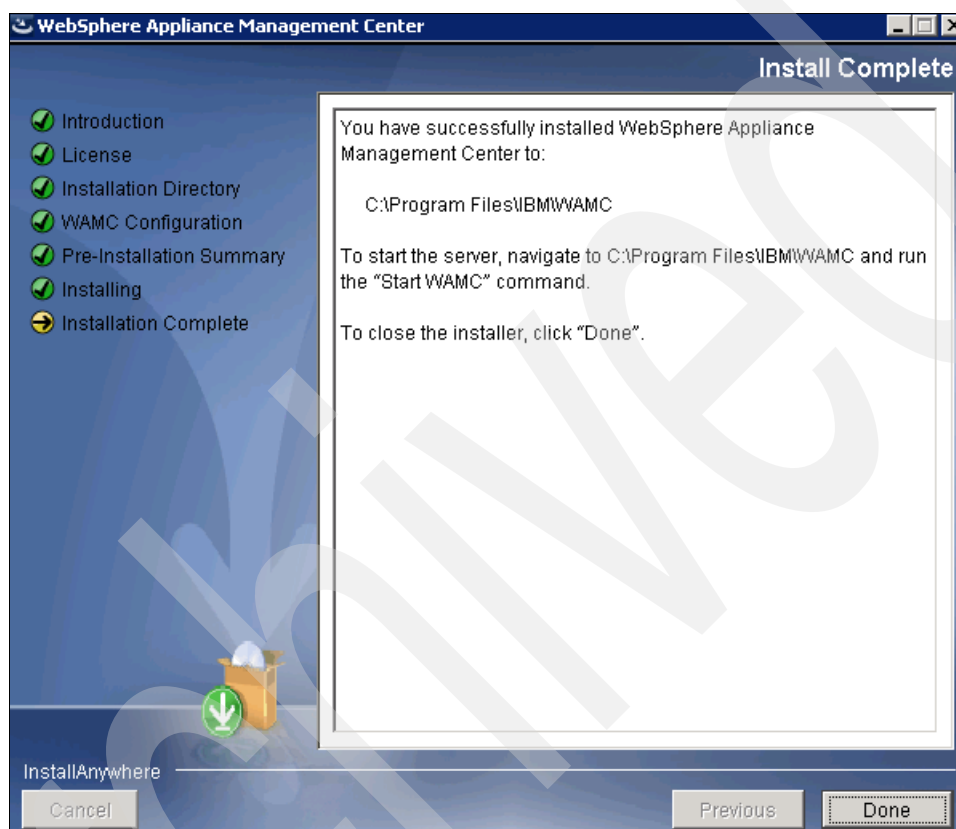 WebSphere Appliance Management Center
Install Complete
Introduction
License
Installation Directory
WAMC Configuration
Pre-Installation Summary
Installing
Installation Complete
You have successfully installed WebSphere Appliance
Management Center to:
C:\Program Files\IBM\WAMC
To start the server, navigate to C:\Program Files\IBM\WAMC and run
the “Start WAMC” command.
To close the installer, click “Done”.
InstallAnywhere
Cancel
Previous
Done